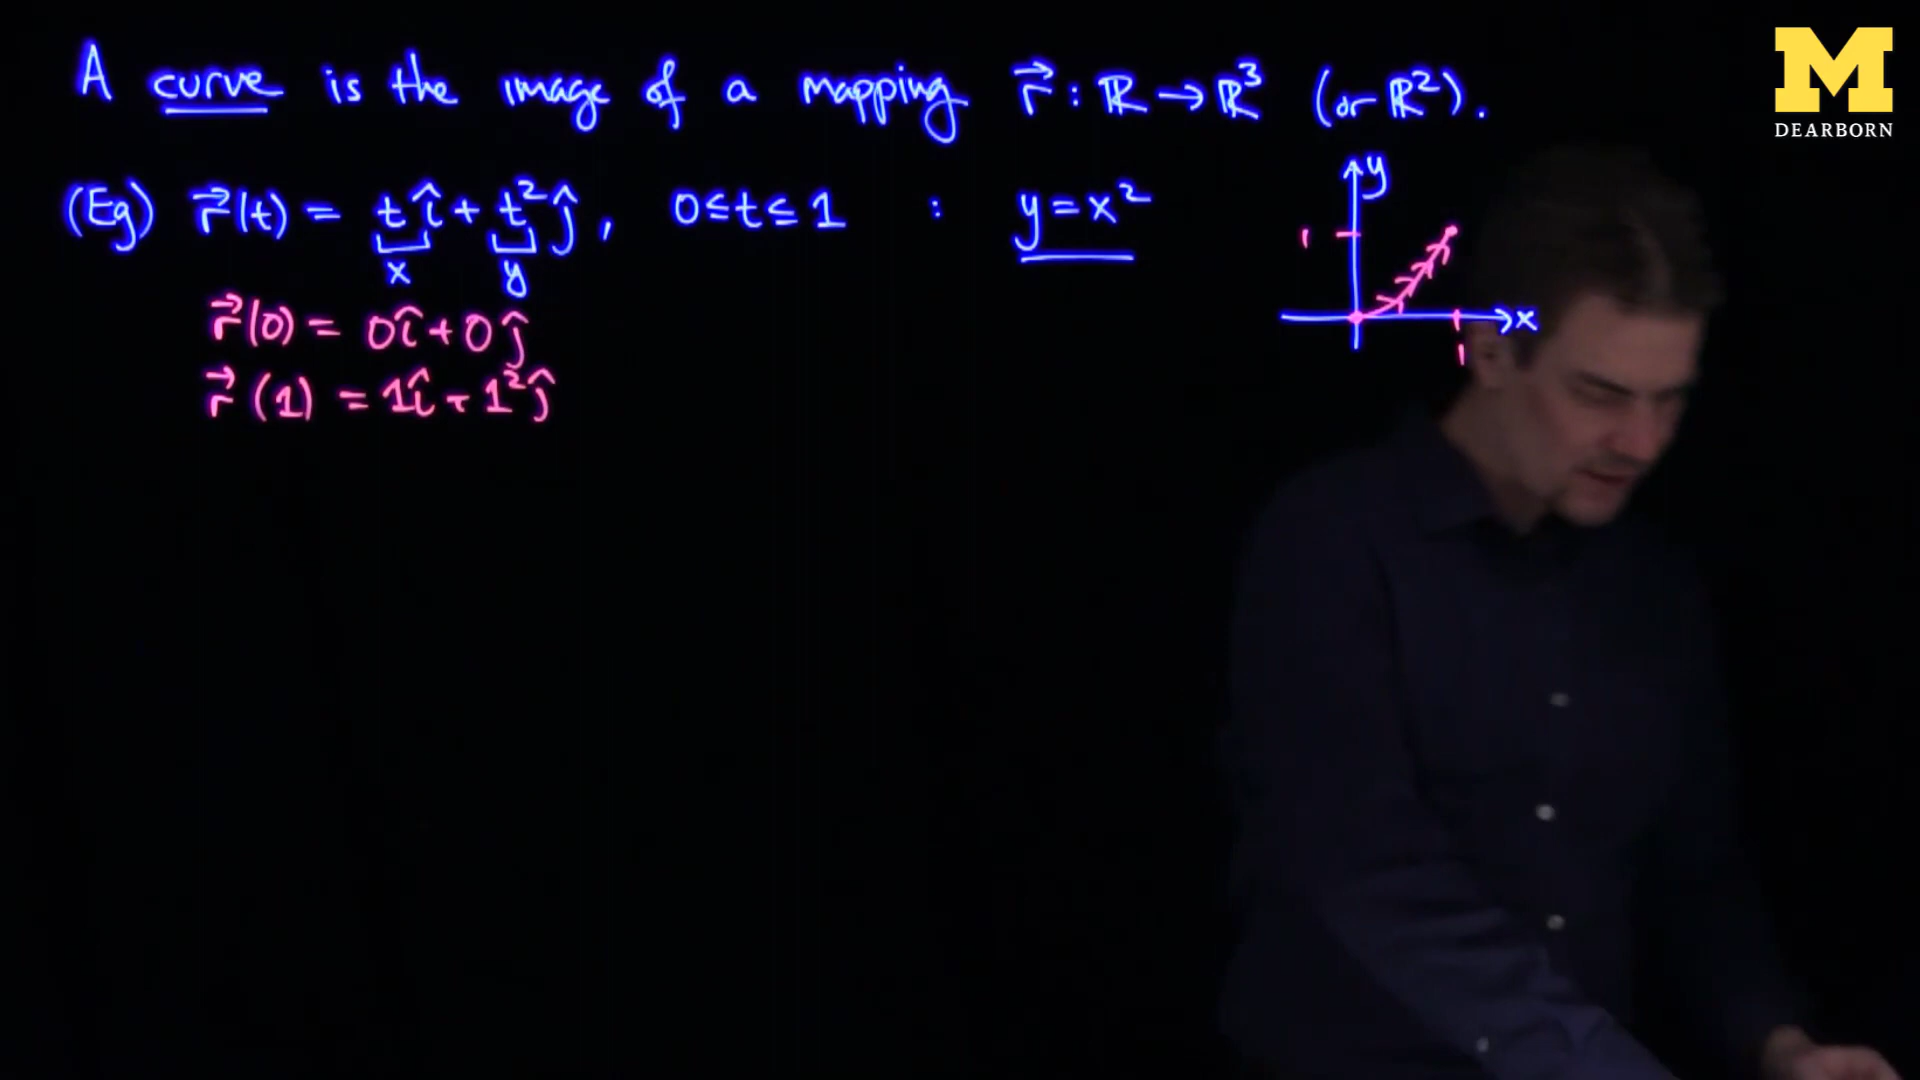 A curve is the image of a mapping r⃗ : ℝ → ℝ³ (or ℝ²).
(Eg) r⃗(t) = t î + t² ĵ , 0 ≤ t ≤ 1 : y = x²
x y
r⃗(0) = 0î + 0ĵ
r⃗(1) = 1î + 1²ĵ
y
1
x
1
M
DEARBORN